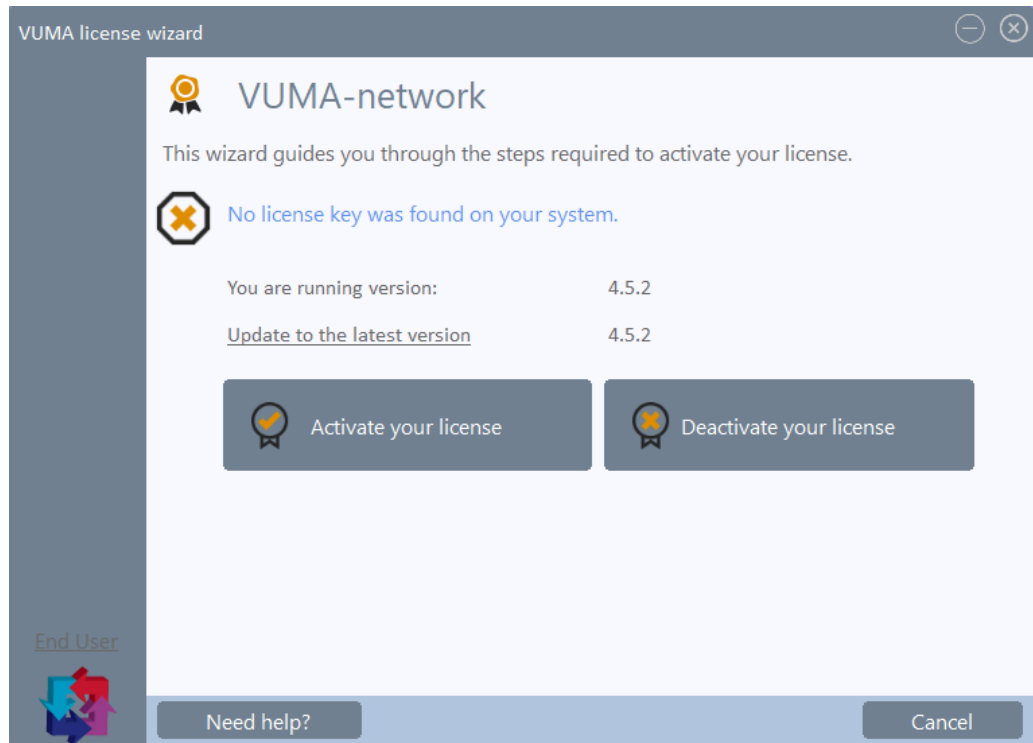 VUMA license wizard
VUMA-network
This wizard guides you through the steps required to activate your license.
No license key was found on your system.
You are running version: 4.5.2
Update to the latest version 4.5.2
Activate your license Deactivate your license
End User
Need help? Cancel